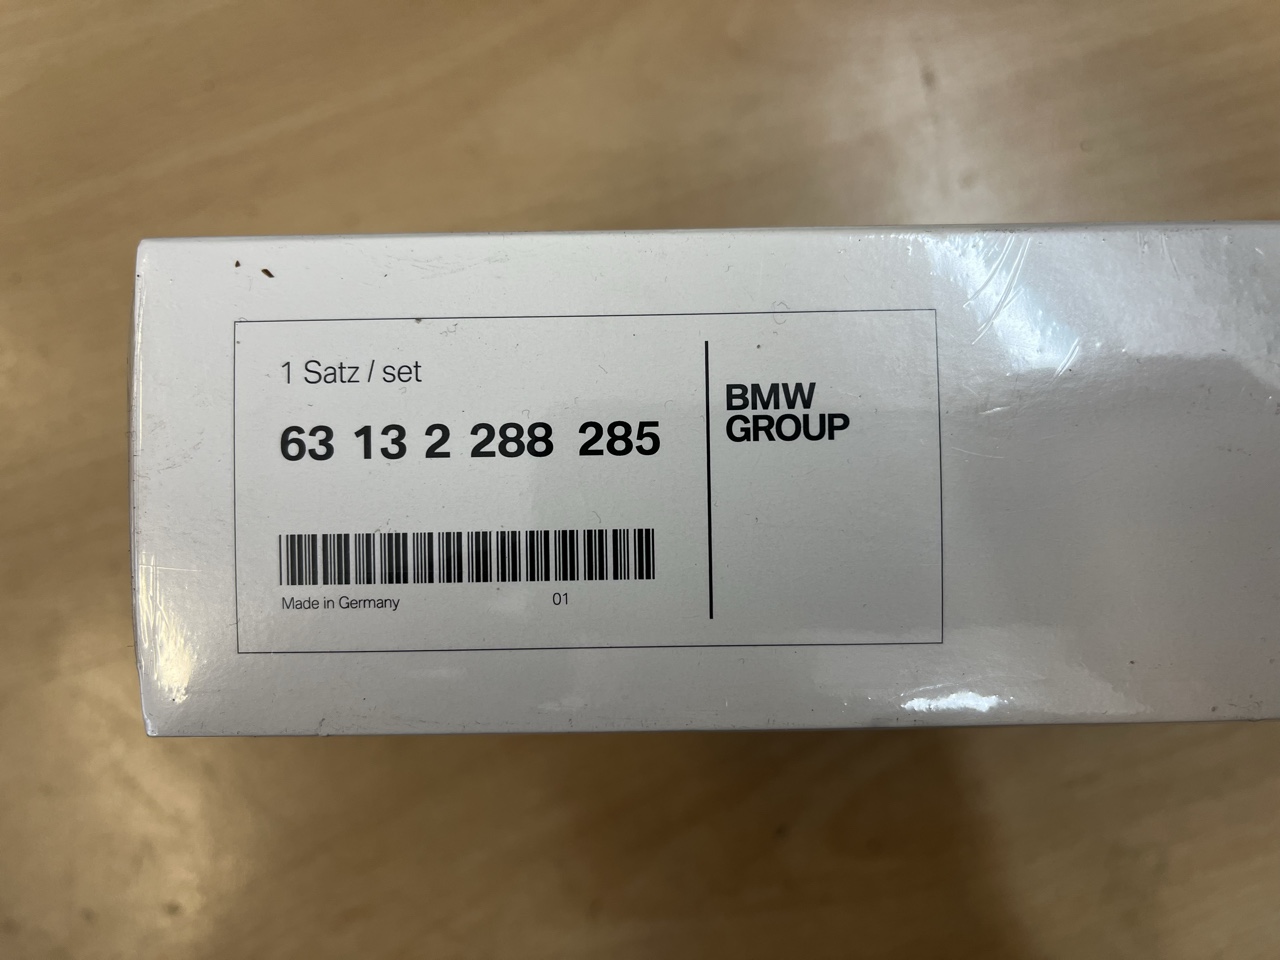 1 Satz / set
63 13 2 288 285
Made in Germany 01
BMW
GROUP